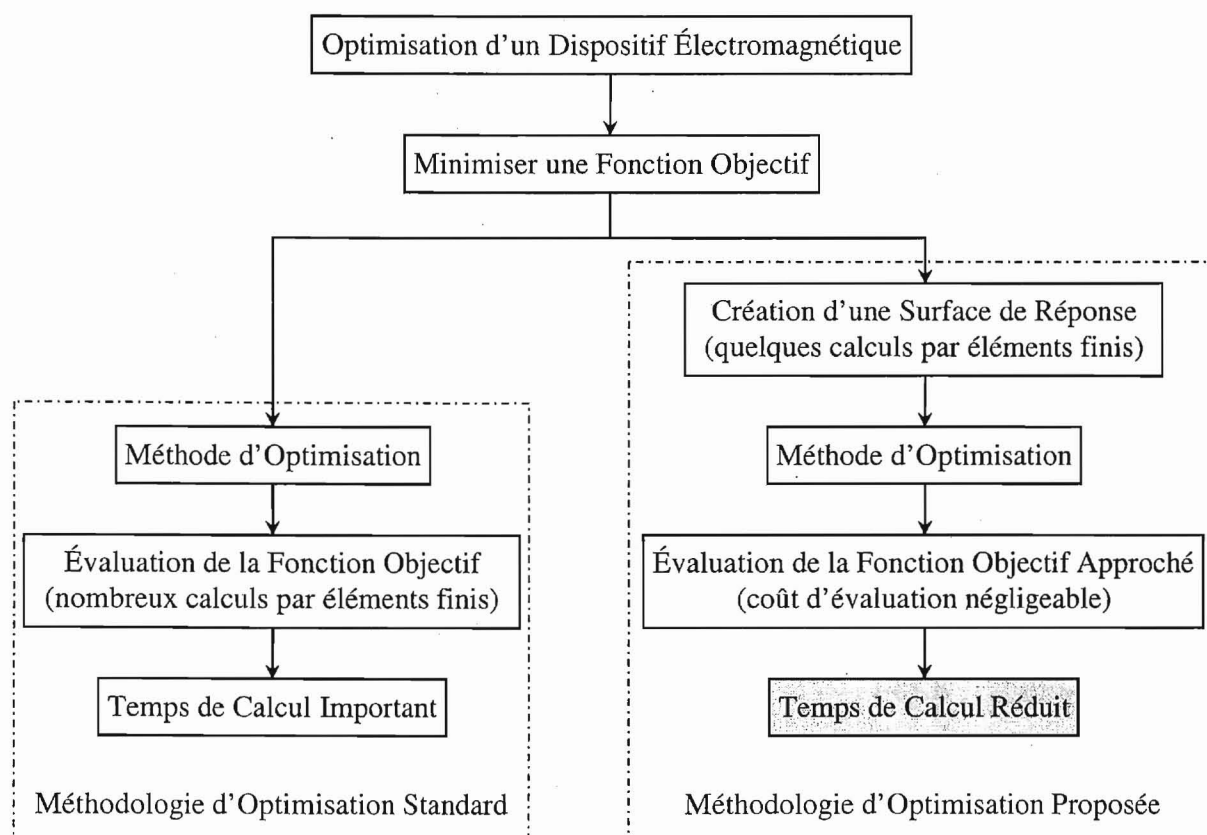 Optimisation d'un Dispositif Électromagnétique
Minimiser une Fonction Objectif
Méthode d'Optimisation
Évaluation de la Fonction Objectif
(nombreux calculs par éléments finis)
Temps de Calcul Important
Méthodologie d'Optimisation Standard
Création d'une Surface de Réponse
(quelques calculs par éléments finis)
Méthode d'Optimisation
Évaluation de la Fonction Objectif Approché
(coût d'évaluation négligeable)
Temps de Calcul Réduit
Méthodologie d'Optimisation Proposée